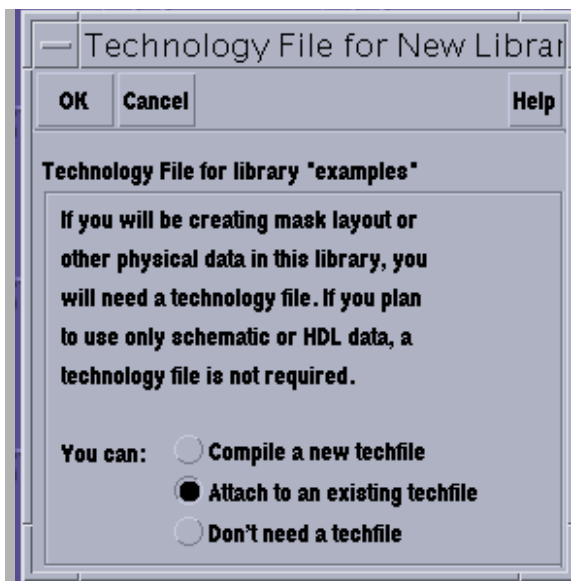 Technology File for New Librar
OK Cancel Help
Technology File for library "examples"
If you will be creating mask layout or
other physical data in this library, you
will need a technology file. If you plan
to use only schematic or HDL data, a
technology file is not required.
You can: Compile a new techfile
Attach to an existing techfile
Don't need a techfile